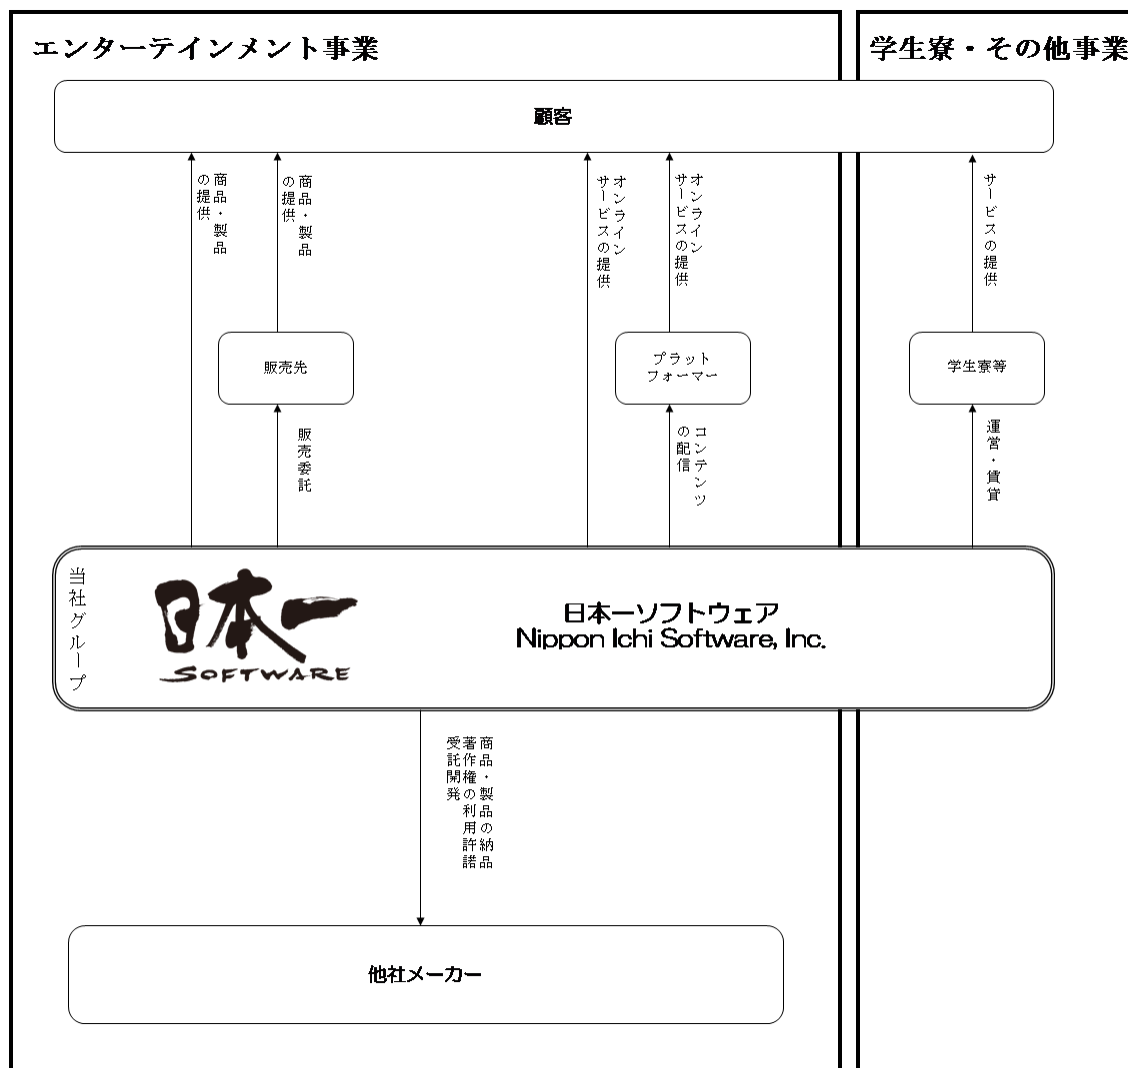 エンターテインメント事業
学生寮・その他事業
顧客
商品・製品
の提供
商品・製品
の提供
オンライン
サービスの提供
オンライン
サービスの提供
サービスの提供
販売先
プラット
フォーマー
学生寮等
販売委託
コンテンツ
の配信
運営・賃貸
当社グループ
日本一
SOFTWARE
日本一ソフトウェア
Nippon Ichi Software, Inc.
商品・製品の納品
著作権の利用許諾
受託開発
他社メーカー